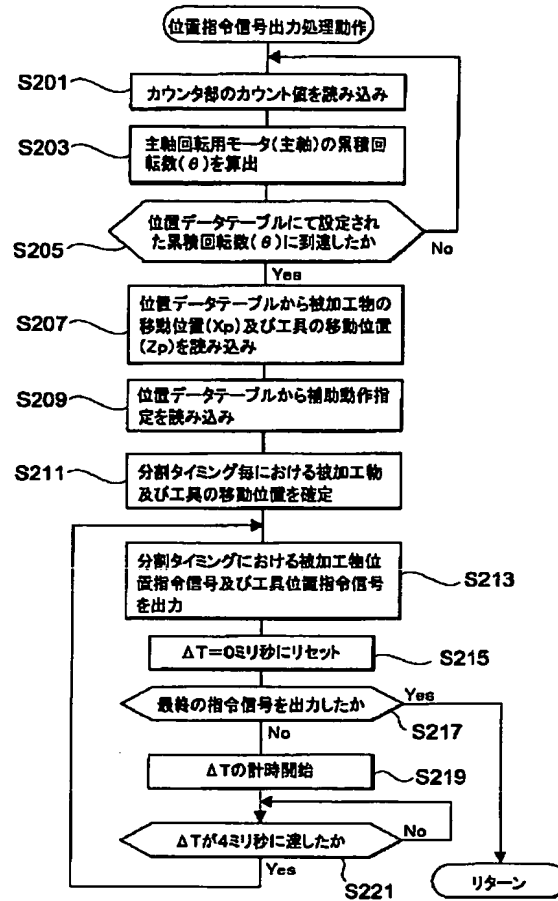 位置指令信号出力処理動作
S201
カウンタ部のカウント値を読み込み
S203
主軸回転用モータ(主軸)の累積回
転数(θ)を算出
位置データテーブルにて設定され
た累積回転数(θ)に到達したか
S205
No
Yes
S207
位置データテーブルから被加工物の
移動位置(Xp)及び工具の移動位置
(Zp)を読み込み
S209
位置データテーブルから補助動作指
定を読み込み
S211
分割タイミング毎における被加工物
及び工具の移動位置を確定
分割タイミングにおける被加工物位
置指令信号及び工具位置指令信号
を出力
S213
ΔT=0ミリ秒にリセット
S215
最終の指令信号を出力したか
Yes
S217
No
ΔTの計時開始
S219
ΔTが4ミリ秒に達したか
No
Yes
S221
リターン